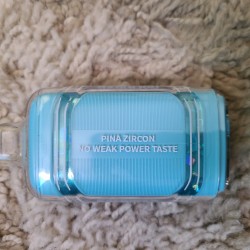 PINA ZIRCON
NO WEAK POWER TASTE